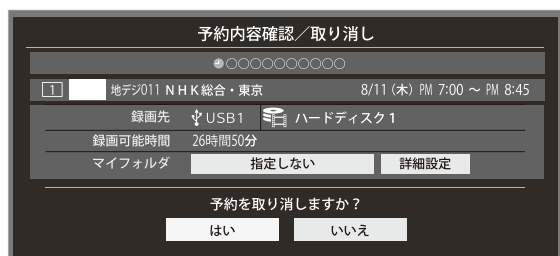 予約内容確認／取り消し
○○○○○○○○○○
1 地デジ011 ＮＨＫ総合・東京 8/11 (木) PM 7:00 ～ PM 8:45
録画先 USB1 ハードディスク1
録画可能時間 26時間50分
マイフォルダ 指定しない 詳細設定
予約を取り消しますか？
はい いいえ